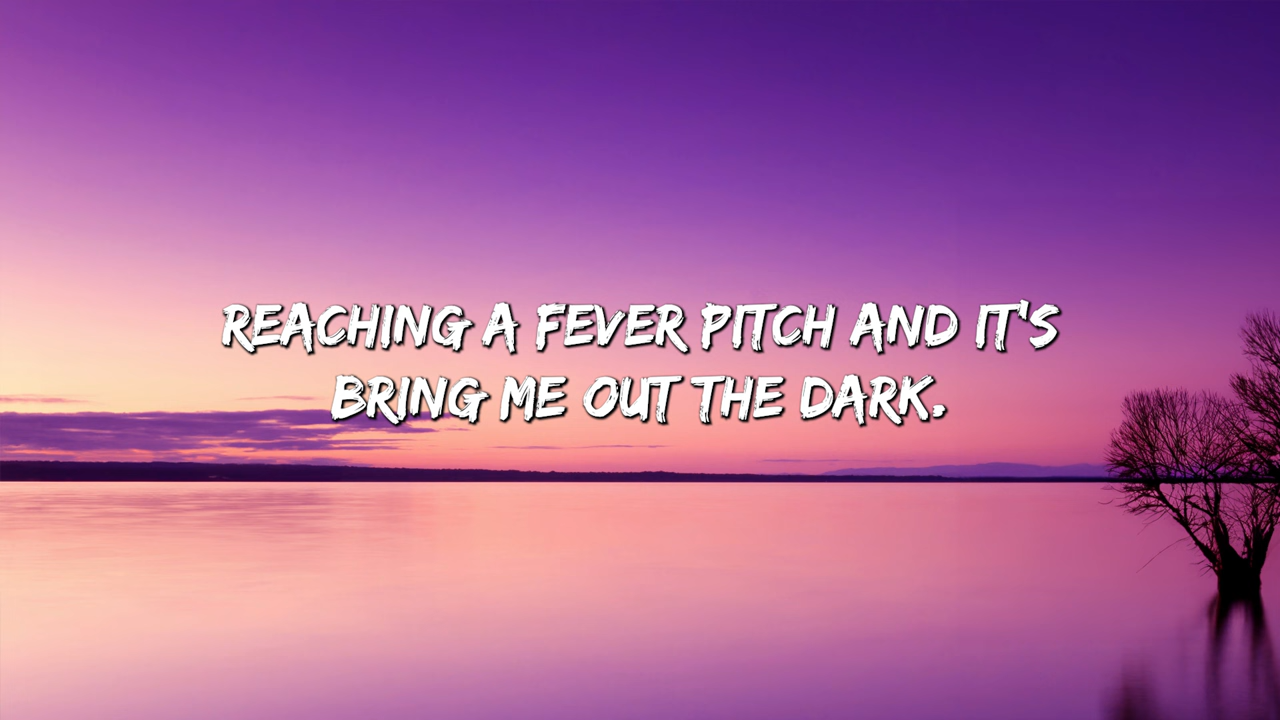 REACHING A FEVER PITCH AND IT'S
BRING ME OUT THE DARK.